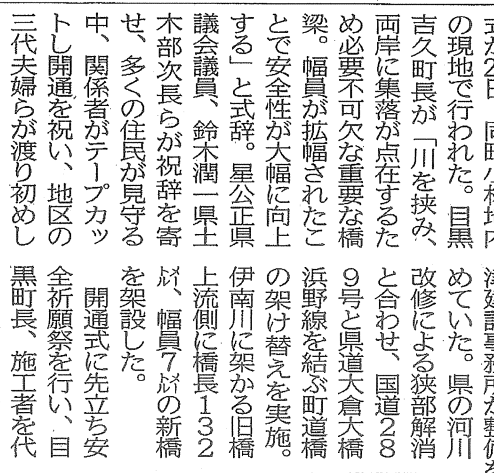 の現地で行われた。目黒
吉久町長が「川を挟み、
両岸に集落が点在するた
め必要不可欠な重要な橋
梁。幅員が拡幅されたこ
とで安全性が大幅に向上
する」と式辞。星公正県
議会議員、鈴木潤一県土
木部次長らが祝辞を寄
せ、多くの住民が見守る
中、関係者がテープカッ
トし開通を祝い、地区の
三代夫婦らが渡り初めし
めていた。県の河川
改修による狭部解消
と合わせ、国道28
9号と県道大倉大橋
浜野線を結ぶ町道橋
の架け替えを実施。
伊南川に架かる旧橋
上流側に橋長132
㍍、幅員7㍍の新橋
を架設した。
開通式に先立ち安
全祈願祭を行い、目
黒町長、施工者を代